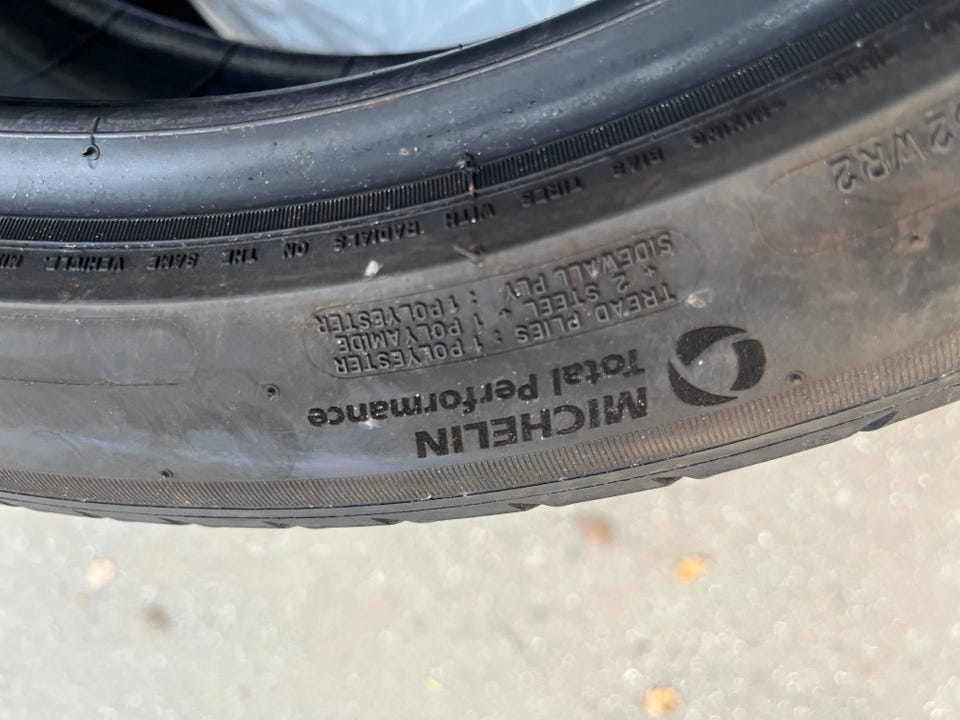 MICHELIN
Total Performance
TREAD PLIES : 1 POLYESTER
+ 2 STEEL + 1 POLYAMIDE
SIDEWALL PLY : 1 POLYESTER
2WR2
MIXING BIAS TIRES WITH RADIALS ON THE SAME VEHICLE